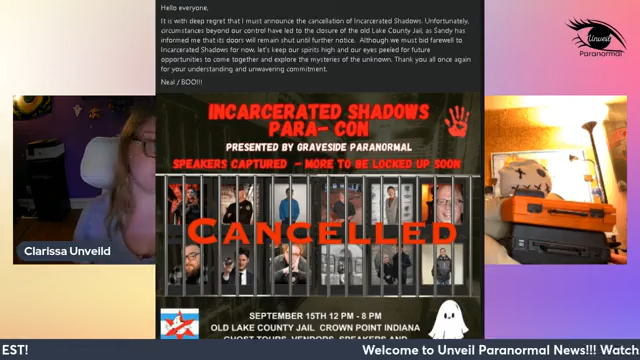 Hello everyone,
It is with deep regret that I must announce the cancellation of Incarcerated Shadows. Unfortunately,
circumstances beyond our control have led to the closure of the old Lake County Jail, as Sandy has
informed me that its doors will remain shut until further notice. Although we must bid farewell to
Incarcerated Shadows for now, let's keep our spirits high and our eyes peeled for future
opportunities to come together and explore the mysteries of the unknown. Thank you all once again
for your understanding and unwavering commitment.
Neal / BOO!!!
Unveil
Paranormal
INCARCERATED SHADOWS
PARA- CON
PRESENTED BY GRAVESIDE PARANORMAL
SPEAKERS CAPTURED - MORE TO BE LOCKED UP SOON
CANCELLED
Clarissa Unveild
SEPTEMBER 15TH 12 PM - 8 PM
OLD LAKE COUNTY JAIL CROWN POINT INDIANA
GHOST TOURS, VENDORS, SPEAKERS AND
EST!
Welcome to Unveil Paranormal News!!! Watch